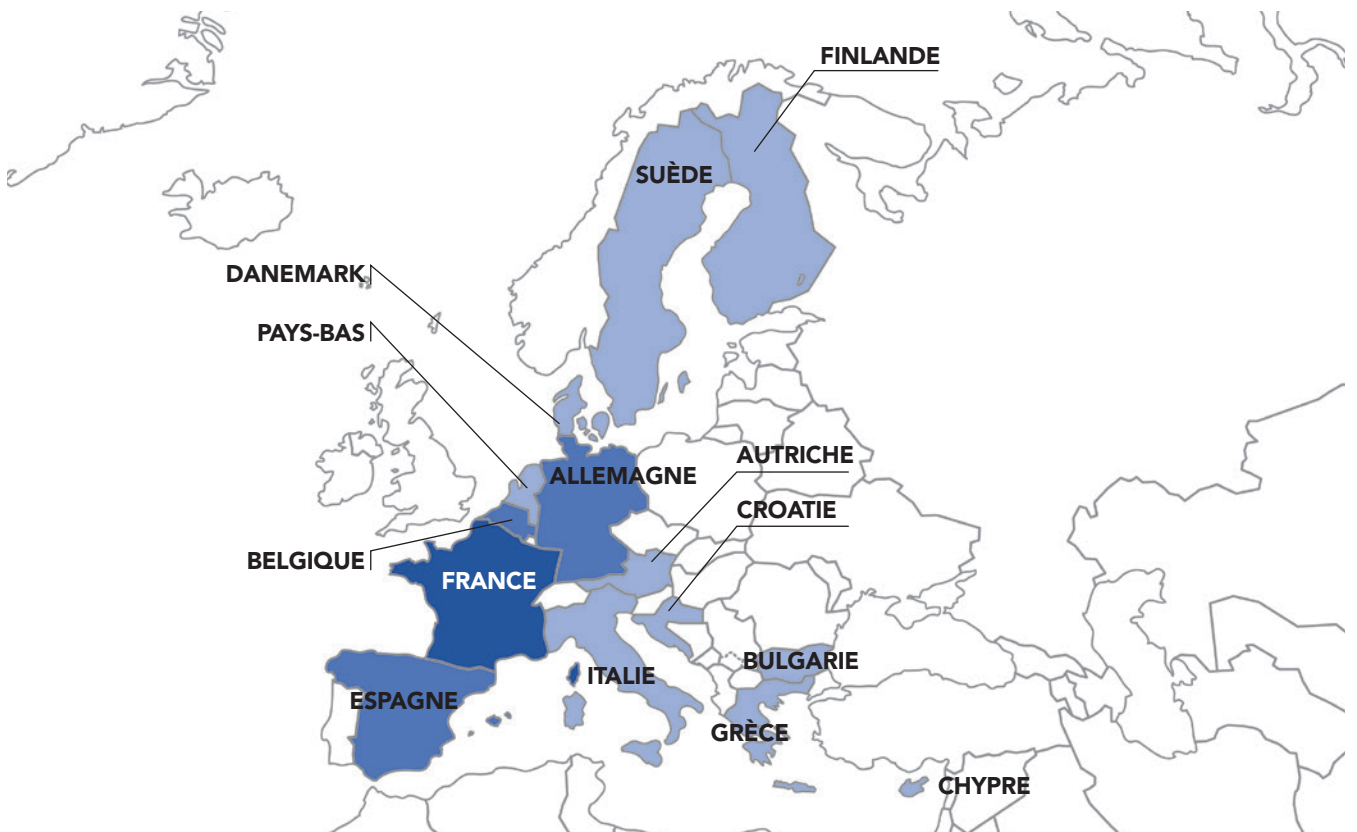 FINLANDE
SUÈDE
DANEMARK
PAYS-BAS
AUTRICHE
ALLEMAGNE
CROATIE
BELGIQUE
FRANCE
BULGARIE
ITALIE
ESPAGNE
GRÈCE
CHYPRE